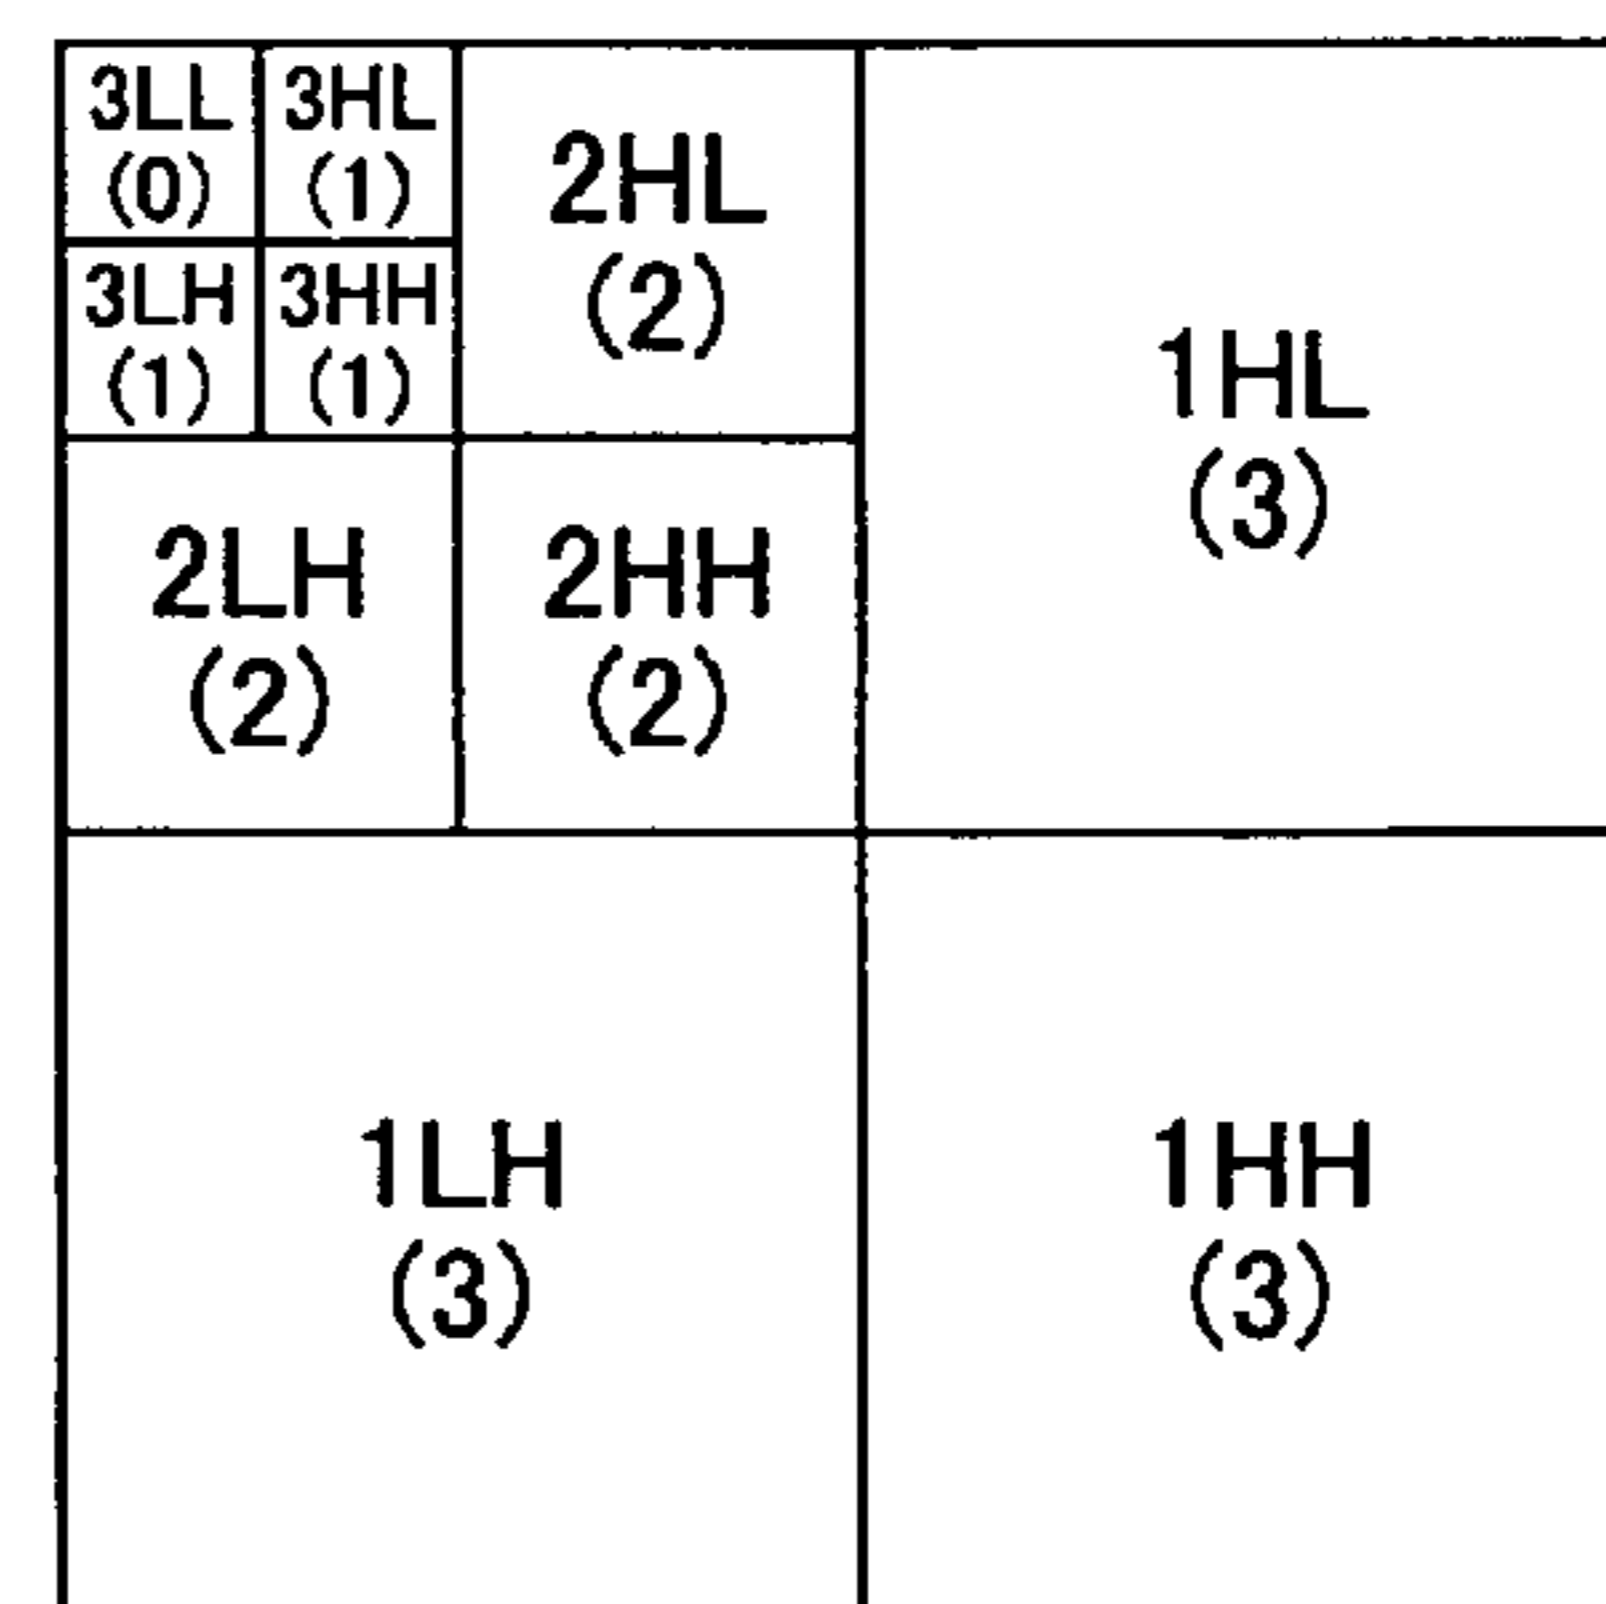 3LL
(0)
3HL
(1)
2HL
(2)
1HL
(3)
3LH
(1)
3HH
(1)
2LH
(2)
2HH
(2)
1LH
(3)
1HH
(3)